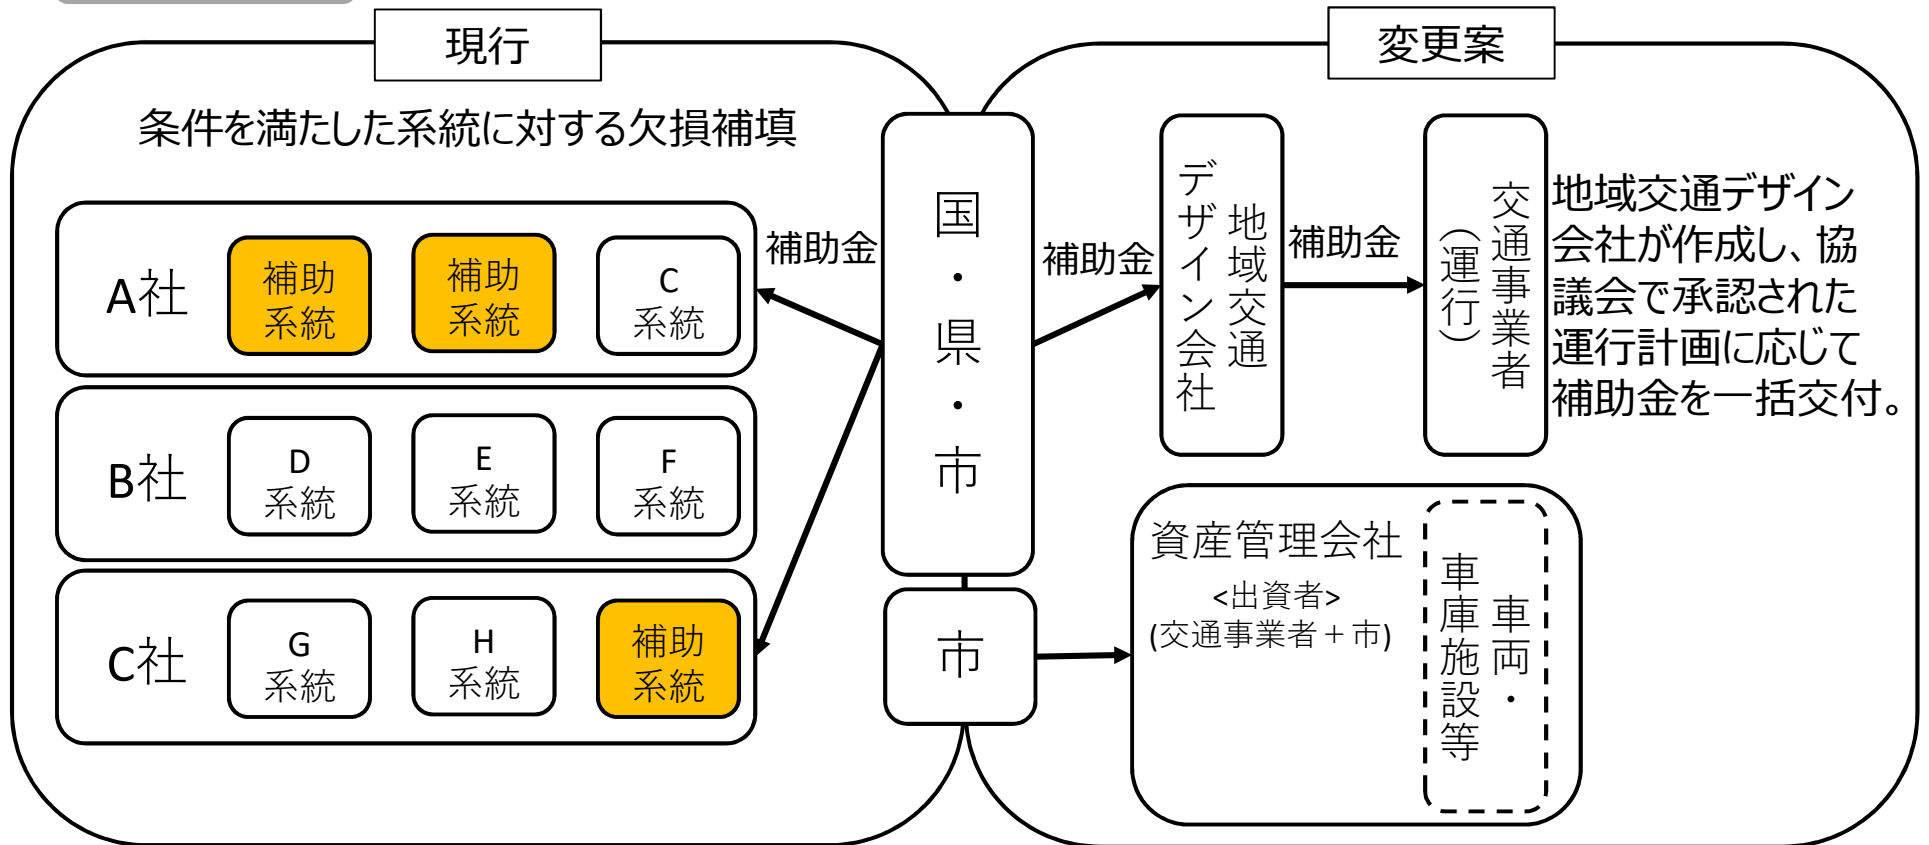 現行
条件を満たした系統に対する欠損補填
A社
補助
系統
補助
系統
C
系統
B社
D
系統
E
系統
F
系統
C社
G
系統
H
系統
補助
系統
補助金
国・県・市
市
変更案
補助金
地域交通
デザイン会社
補助金
交通事業者
（運行）
地域交通デザイン
会社が作成し、協
議会で承認された
運行計画に応じて
補助金を一括交付。
資産管理会社
<出資者>
(交通事業者＋市)
車両・
車庫施設等